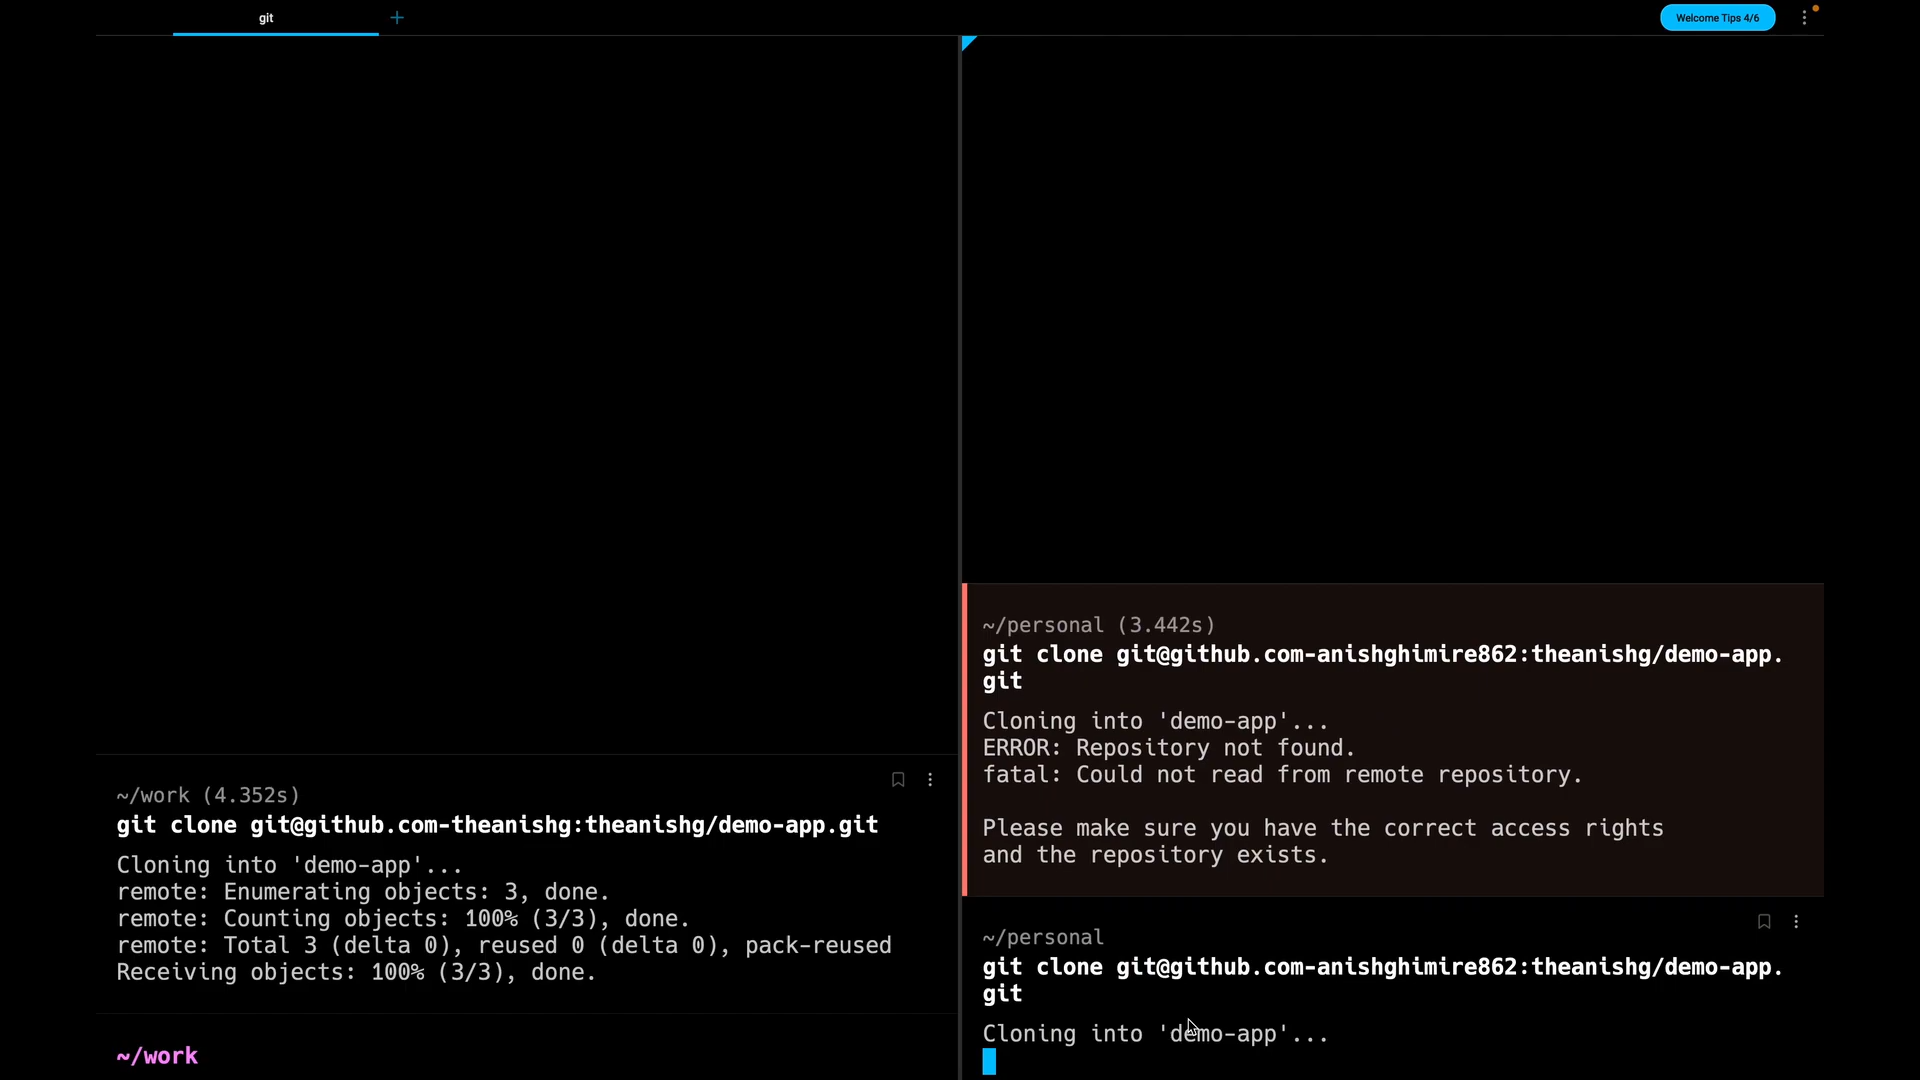 git
Welcome Tips 4/6
~/work (4.352s)
git clone git@github.com-theanishg:theanishg/demo-app.git
Cloning into 'demo-app'...
remote: Enumerating objects: 3, done.
remote: Counting objects: 100% (3/3), done.
remote: Total 3 (delta 0), reused 0 (delta 0), pack-reused
Receiving objects: 100% (3/3), done.
~/work
~/personal (3.442s)
git clone git@github.com-anishghimire862:theanishg/demo-app.
git
Cloning into 'demo-app'...
ERROR: Repository not found.
fatal: Could not read from remote repository.
Please make sure you have the correct access rights
and the repository exists.
~/personal
git clone git@github.com-anishghimire862:theanishg/demo-app.
git
Cloning into 'demo-app'...